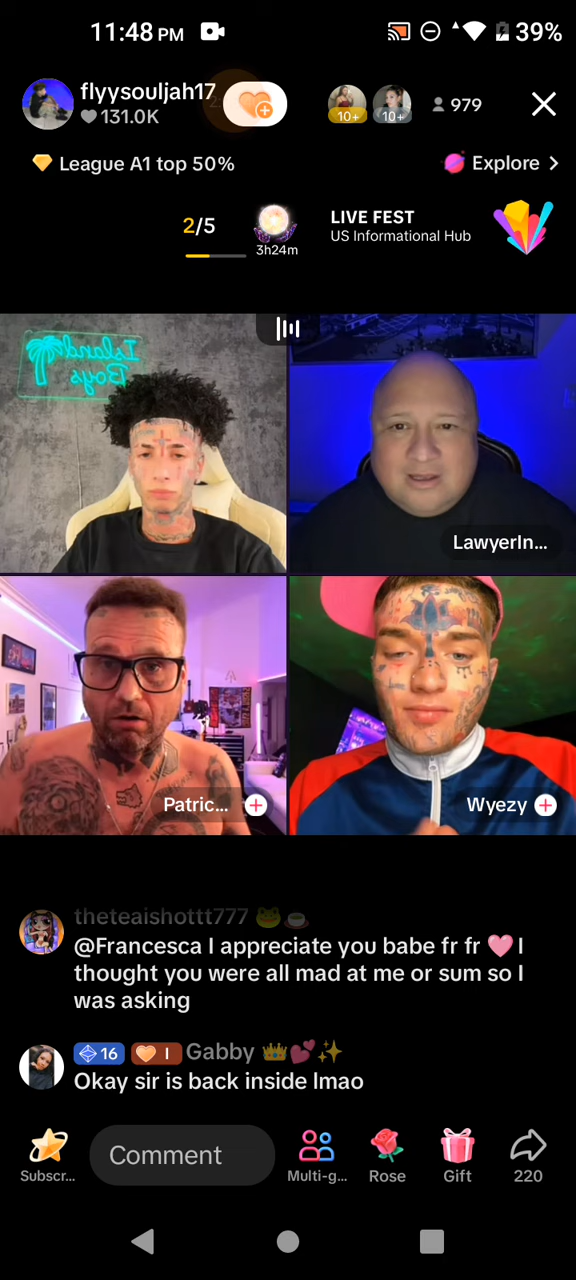 11:48 PM
39%
flyysouljah17
131.0K
10+
10+
979
League A1 top 50%
Explore
2/5
3h24m
LIVE FEST
US Informational Hub
Island
Boys
LawyerIn...
Patric...
Wyezy
theteaishottt777 🐸🍵
@Francesca I appreciate you babe fr fr 🩷 I
thought you were all mad at me or sum so I
was asking
16 I Gabby 👑💕✨
Okay sir is back inside lmao
Comment
Subscr...
Multi-g...
Rose
Gift
220